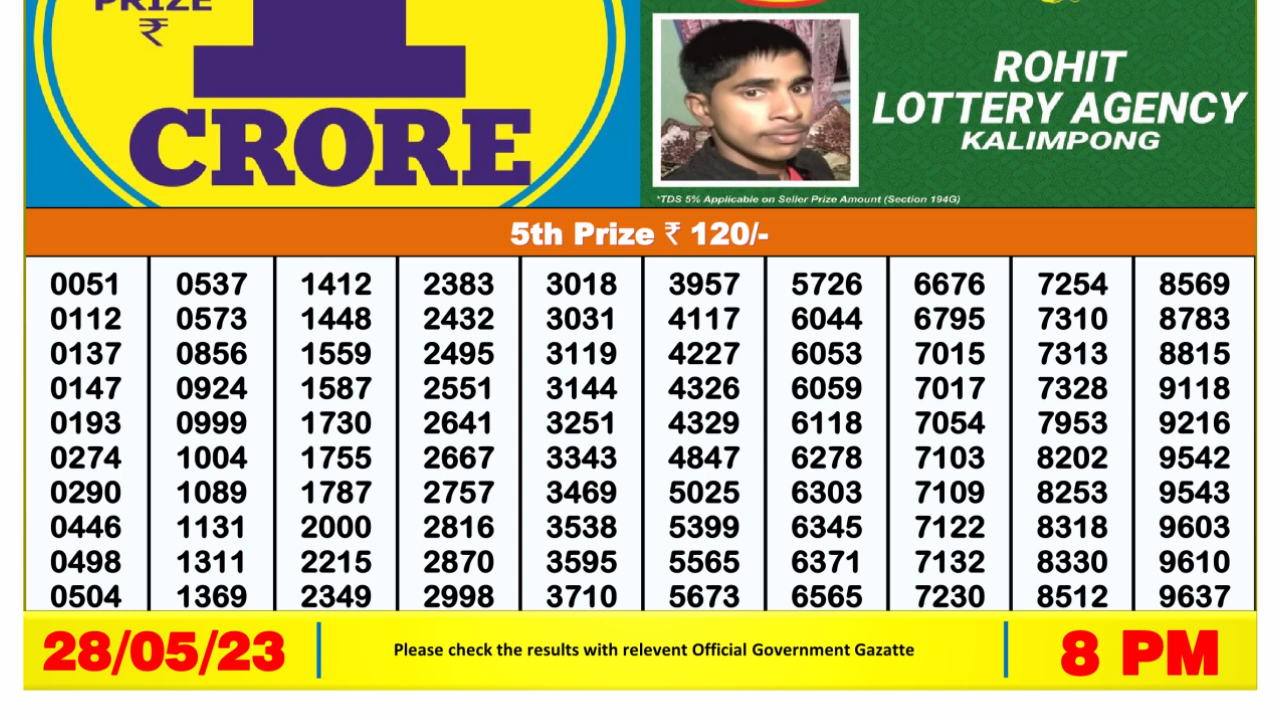 PRIZE
₹
1
CRORE
ROHIT
LOTTERY AGENCY
KALIMPONG
*TDS 5% Applicable on Seller Prize Amount (Section 194G)
5th Prize ₹ 120/-
0051 0537 1412 2383 3018 3957 5726 6676 7254 8569
0112 0573 1448 2432 3031 4117 6044 6795 7310 8783
0137 0856 1559 2495 3119 4227 6053 7015 7313 8815
0147 0924 1587 2551 3144 4326 6059 7017 7328 9118
0193 0999 1730 2641 3251 4329 6118 7054 7953 9216
0274 1004 1755 2667 3343 4847 6278 7103 8202 9542
0290 1089 1787 2757 3469 5025 6303 7109 8253 9543
0446 1131 2000 2816 3538 5399 6345 7122 8318 9603
0498 1311 2215 2870 3595 5565 6371 7132 8330 9610
0504 1369 2349 2998 3710 5673 6565 7230 8512 9637
28/05/23 Please check the results with relevent Official Government Gazatte 8 PM